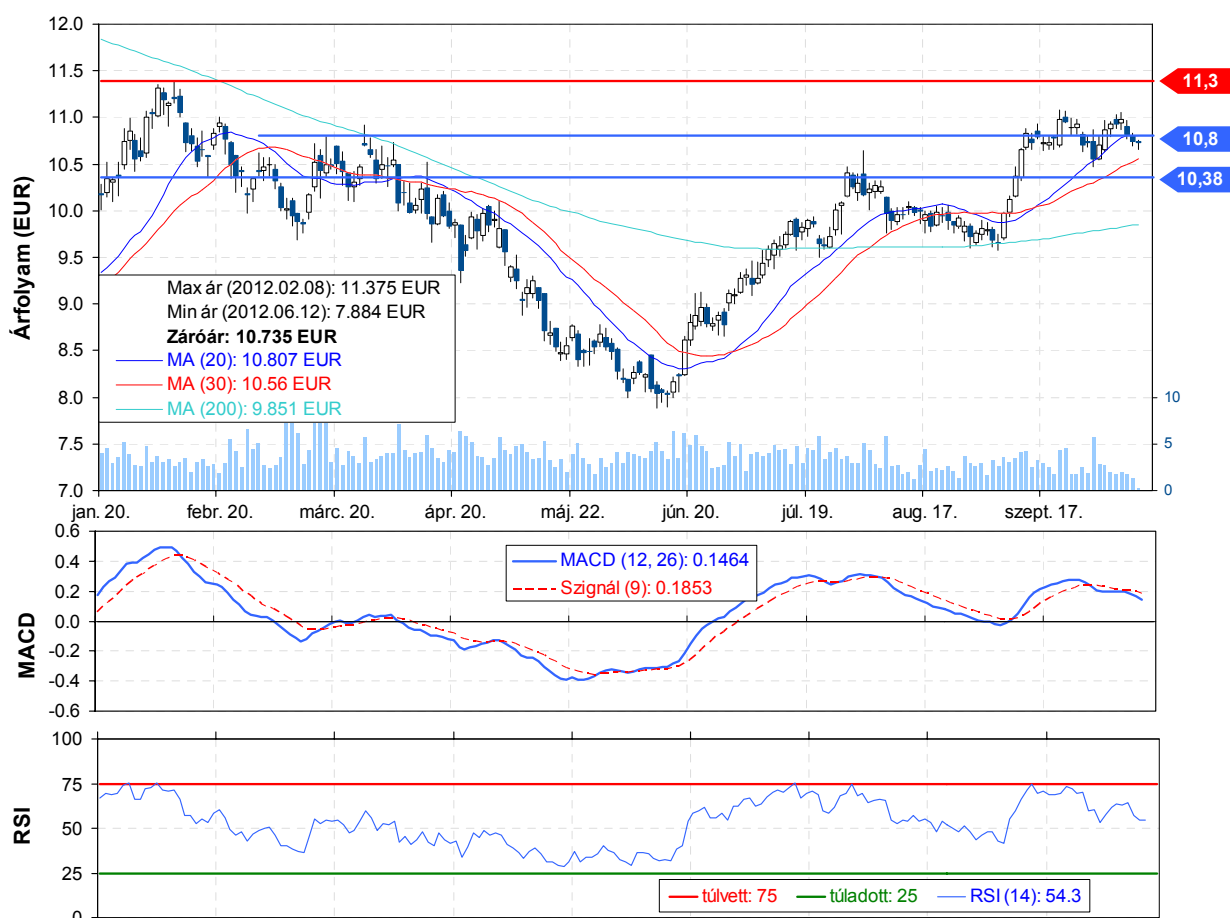 12.0
11.5
11.0
10.5
10.0
9.5
9.0
8.5
8.0
7.5
7.0
Árfolyam (EUR)
11,3
10,8
10,38
10
5
0
Max ár (2012.02.08): 11.375 EUR
Min ár (2012.06.12): 7.884 EUR
Záróár: 10.735 EUR
MA (20): 10.807 EUR
MA (30): 10.56 EUR
MA (200): 9.851 EUR
jan. 20. febr. 20. márc. 20. ápr. 20. máj. 22. jún. 20. júl. 19. aug. 17. szept. 17.
0.6
0.4
0.2
0.0
-0.2
-0.4
-0.6
MACD
MACD (12, 26): 0.1464
Szignál (9): 0.1853
100
75
50
25
0
RSI
túlvett: 75 túladott: 25 RSI (14): 54.3